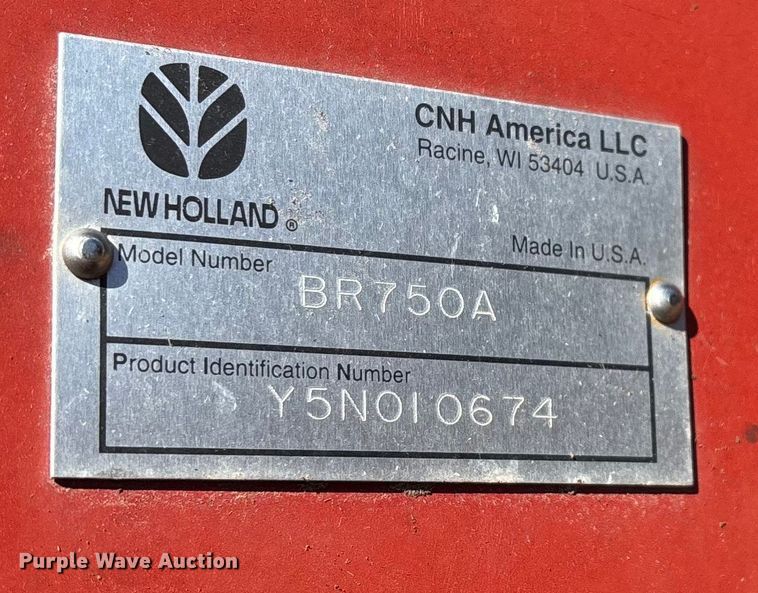 CNH America LLC
Racine, WI 53404 U.S.A.
NEW HOLLAND®
Made In U.S.A.
Model Number
BR750A
Product Identification Number
Y5N010674
Purple Wave Auction